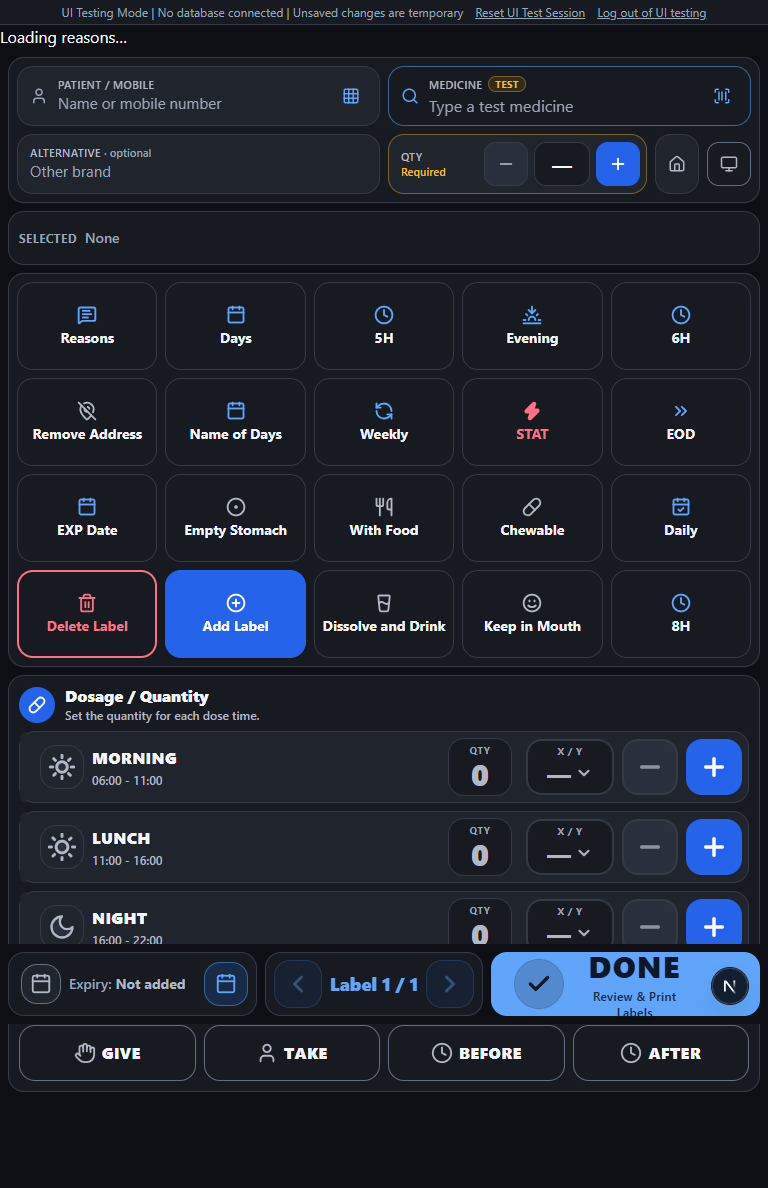 UI Testing Mode | No database connected | Unsaved changes are temporary Reset UI Test Session Log out of UI testing
Loading reasons...
PATIENT / MOBILE
Name or mobile number
MEDICINE TEST
Type a test medicine
ALTERNATIVE · optional
Other brand
QTY
Required
— 
SELECTED None
Reasons Days 5H Evening 6H
Remove Address Name of Days Weekly STAT EOD
EXP Date Empty Stomach With Food Chewable Daily
Delete Label Add Label Dissolve and Drink Keep in Mouth 8H
Dosage / Quantity
Set the quantity for each dose time.
MORNING
06:00 - 11:00
QTY
0
X / Y
—
LUNCH
11:00 - 16:00
QTY
0
X / Y
—
NIGHT
16:00 - 22:00
QTY
0
X / Y
—
Expiry: Not added
Label 1 / 1
DONE
Review & Print
Labels
N
GIVE TAKE BEFORE AFTER